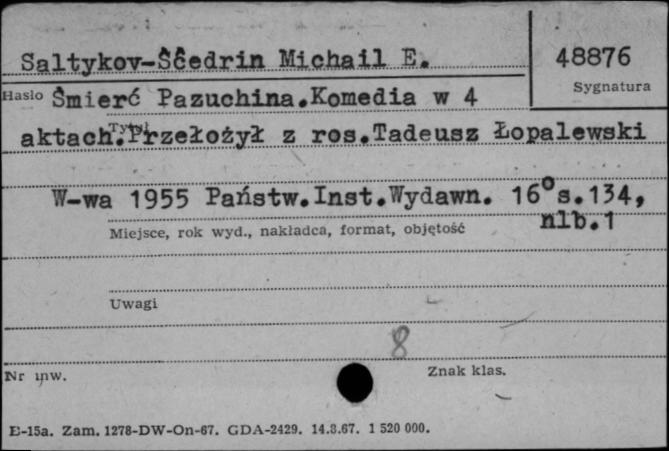 Saltykov-Ŝĉedrin Michail E.
48876
Sygnatura
Hasło Śmierć Pazuchina.Komedia w 4
aktach.Przełożył z ros.Tadeusz Łopalewski
Tytuł
W-wa 1955 Państw.Inst.Wydawn. 16°s.134,
nlb.1
Miejsce, rok wyd., nakładca, format, objętość
Uwagi
8
Nr inw.
Znak klas.
E-15a. Zam. 1278-DW-On-67. GDA-2429. 14.8.67. 1 520 000.